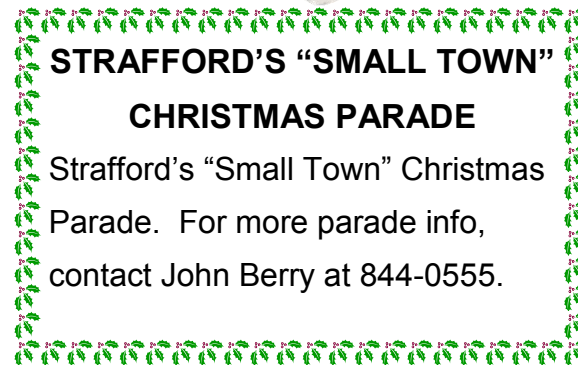 STRAFFORD’S “SMALL TOWN”
CHRISTMAS PARADE
Strafford’s “Small Town” Christmas
Parade.  For more parade info,
contact John Berry at 844-0555.